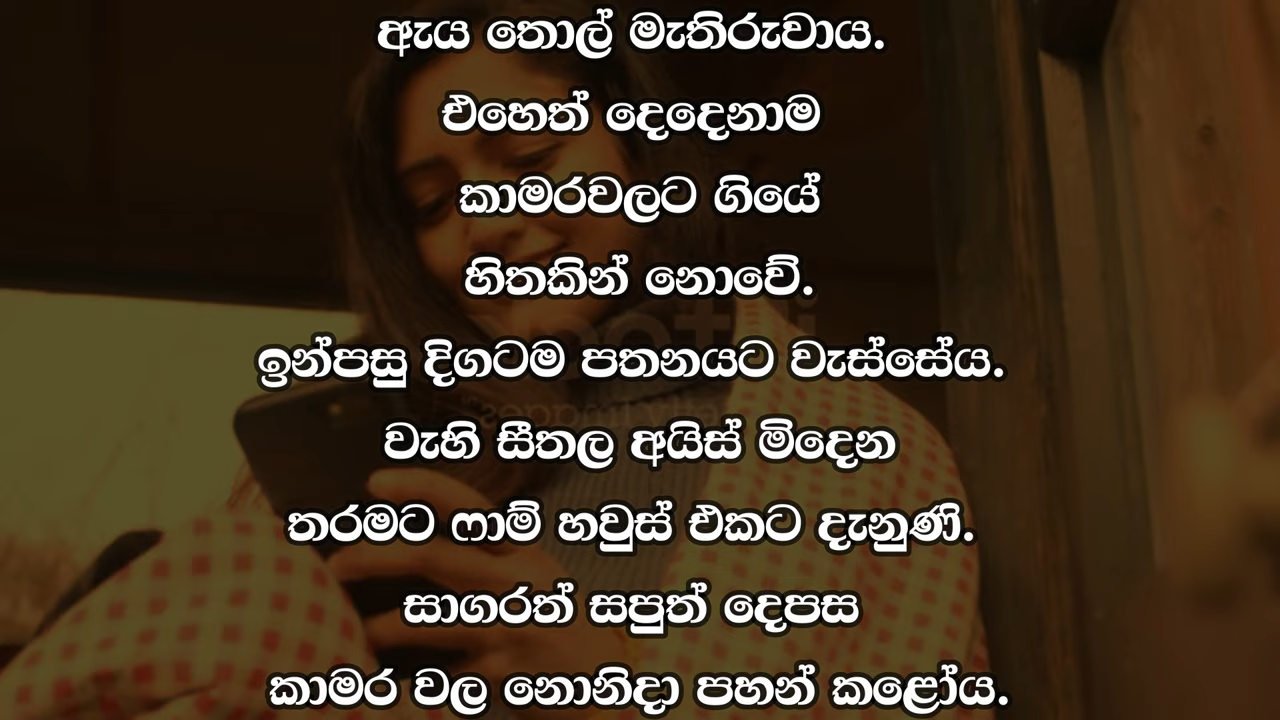 ඇය තොල් මැතිරුවාය.
එහෙත් දෙදෙනාම
කාමරවලට ගියේ
හිතකින් නොවේ.
ඉන්පසු දිගටම පතනයට වැස්සේය.
වැහි සීතල අයිස් මිදෙන
තරමට ෆාම් හවුස් එකට දැනුණි.
සාගරත් සපුත් දෙපස
කාමර වල නොනිදා පහන් කළෝය.